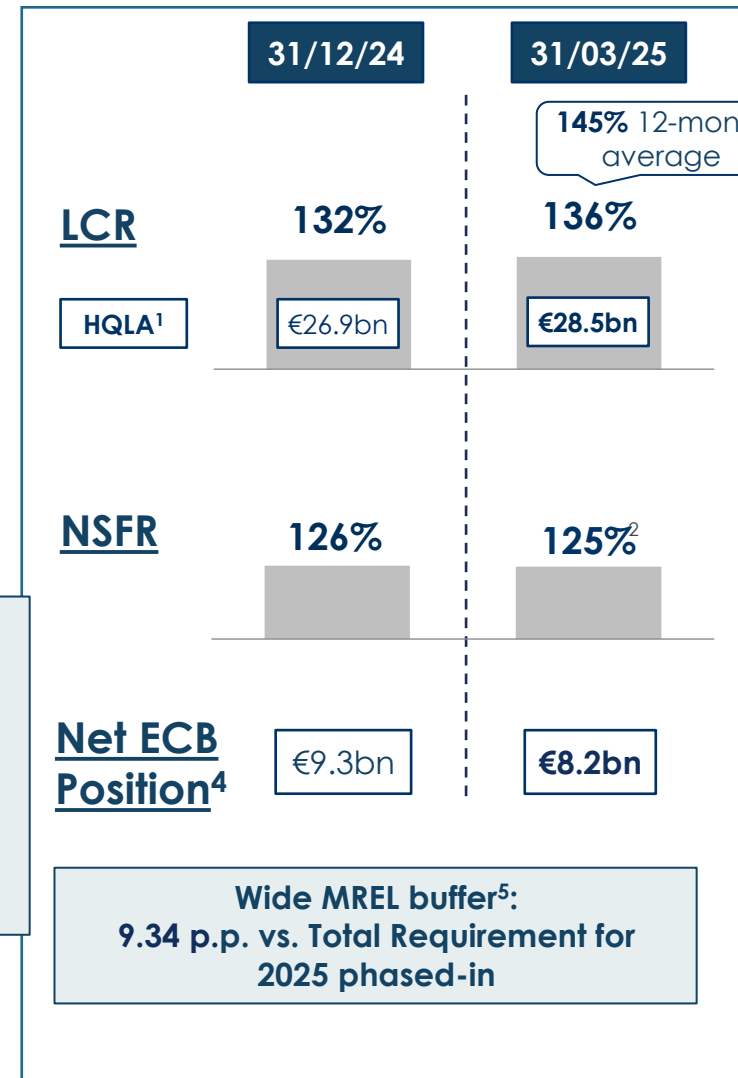 31/12/24 31/03/25
145% 12-mon
average
LCR 132% 136%
HQLA¹ €26.9bn €28.5bn
NSFR 126% 125%²
Net ECB
Position⁴ €9.3bn €8.2bn
Wide MREL buffer⁵:
9.34 p.p. vs. Total Requirement for
2025 phased-in